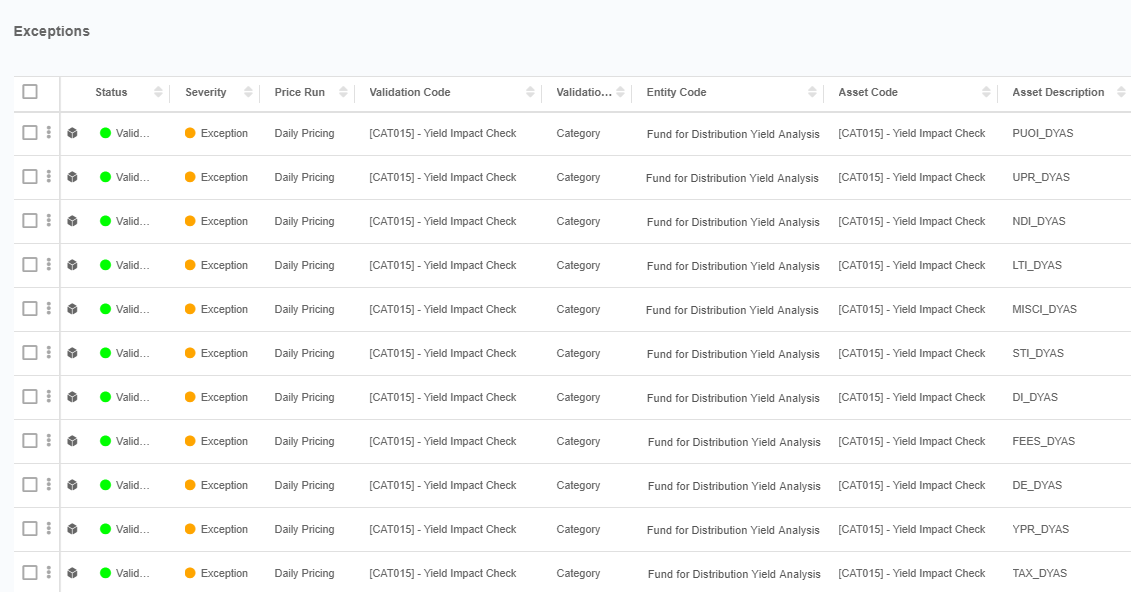 Exceptions
Status Severity Price Run Validation Code Validatio... Entity Code Asset Code Asset Description
Valid... Exception Daily Pricing [CAT015] - Yield Impact Check Category Fund for Distribution Yield Analysis [CAT015] - Yield Impact Check PUOI_DYAS
Valid... Exception Daily Pricing [CAT015] - Yield Impact Check Category Fund for Distribution Yield Analysis [CAT015] - Yield Impact Check UPR_DYAS
Valid... Exception Daily Pricing [CAT015] - Yield Impact Check Category Fund for Distribution Yield Analysis [CAT015] - Yield Impact Check NDI_DYAS
Valid... Exception Daily Pricing [CAT015] - Yield Impact Check Category Fund for Distribution Yield Analysis [CAT015] - Yield Impact Check LTI_DYAS
Valid... Exception Daily Pricing [CAT015] - Yield Impact Check Category Fund for Distribution Yield Analysis [CAT015] - Yield Impact Check MISCI_DYAS
Valid... Exception Daily Pricing [CAT015] - Yield Impact Check Category Fund for Distribution Yield Analysis [CAT015] - Yield Impact Check STI_DYAS
Valid... Exception Daily Pricing [CAT015] - Yield Impact Check Category Fund for Distribution Yield Analysis [CAT015] - Yield Impact Check DI_DYAS
Valid... Exception Daily Pricing [CAT015] - Yield Impact Check Category Fund for Distribution Yield Analysis [CAT015] - Yield Impact Check FEES_DYAS
Valid... Exception Daily Pricing [CAT015] - Yield Impact Check Category Fund for Distribution Yield Analysis [CAT015] - Yield Impact Check DE_DYAS
Valid... Exception Daily Pricing [CAT015] - Yield Impact Check Category Fund for Distribution Yield Analysis [CAT015] - Yield Impact Check YPR_DYAS
Valid... Exception Daily Pricing [CAT015] - Yield Impact Check Category Fund for Distribution Yield Analysis [CAT015] - Yield Impact Check TAX_DYAS